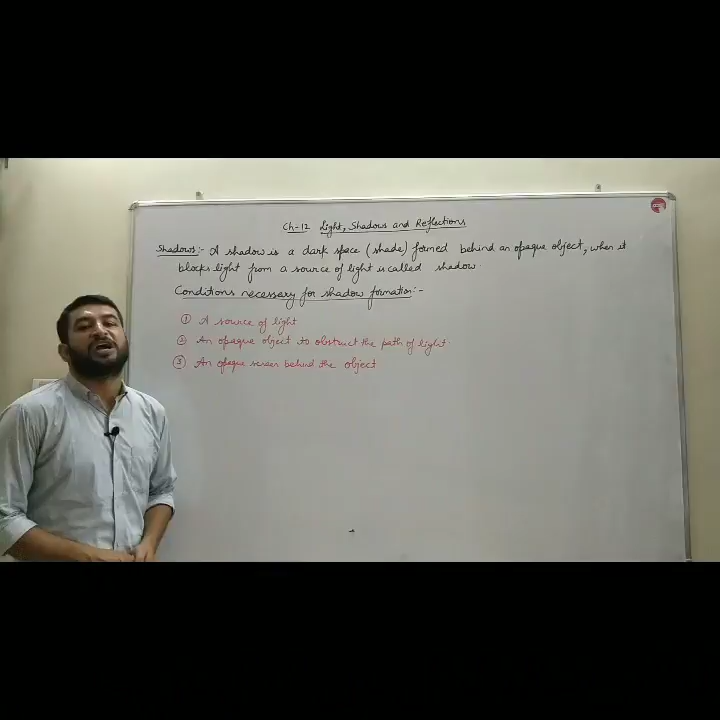 Ch-12 Light, Shadows and Reflections
Shadows:- A shadow is a dark space (shade) formed behind an opaque object, when it
blocks light from a source of light is called shadow.
Conditions necessary for shadow formation:-
① A source of light
② An opaque object to obstruct the path of light.
③ An opaque screen behind the object